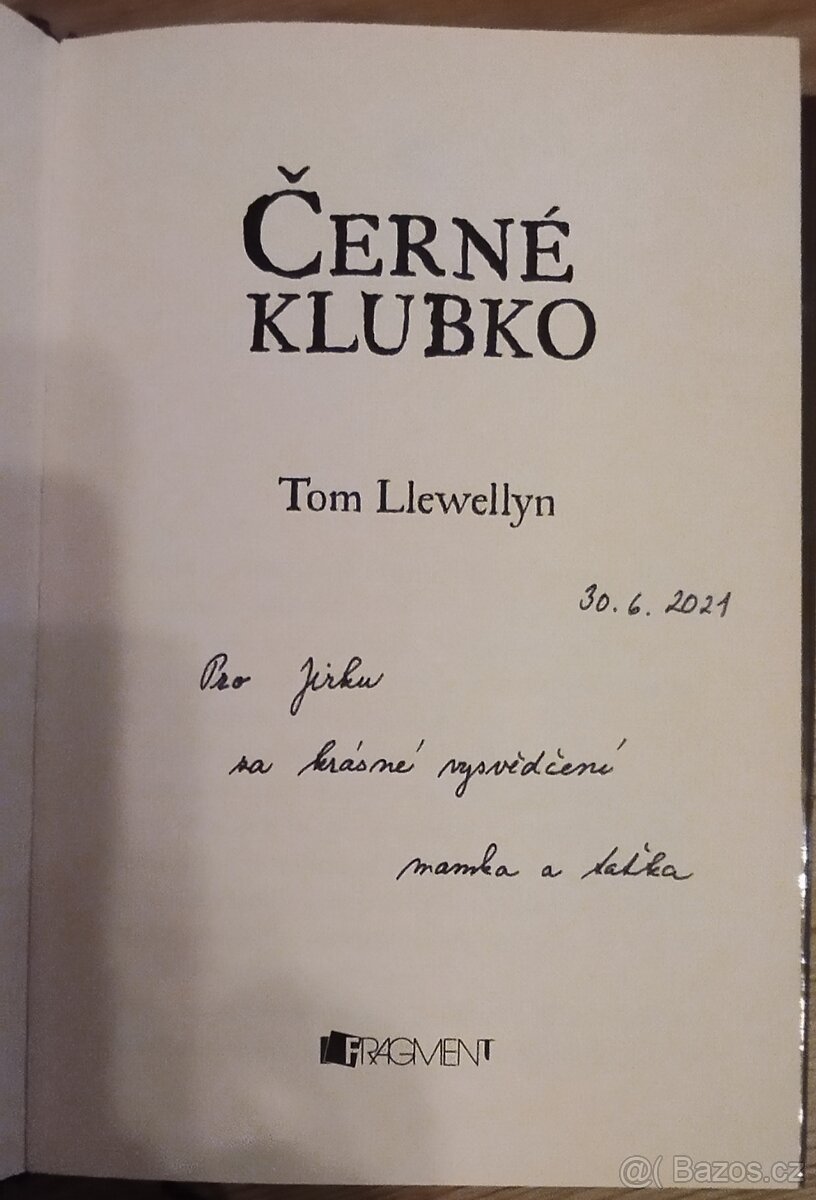 ČERNÉ
KLUBKO
Tom Llewellyn
30. 6. 2021
Pro Jirku
za krásné vysvědčení
mamka a taťka
FRAGMENT
@( Bazos.cz